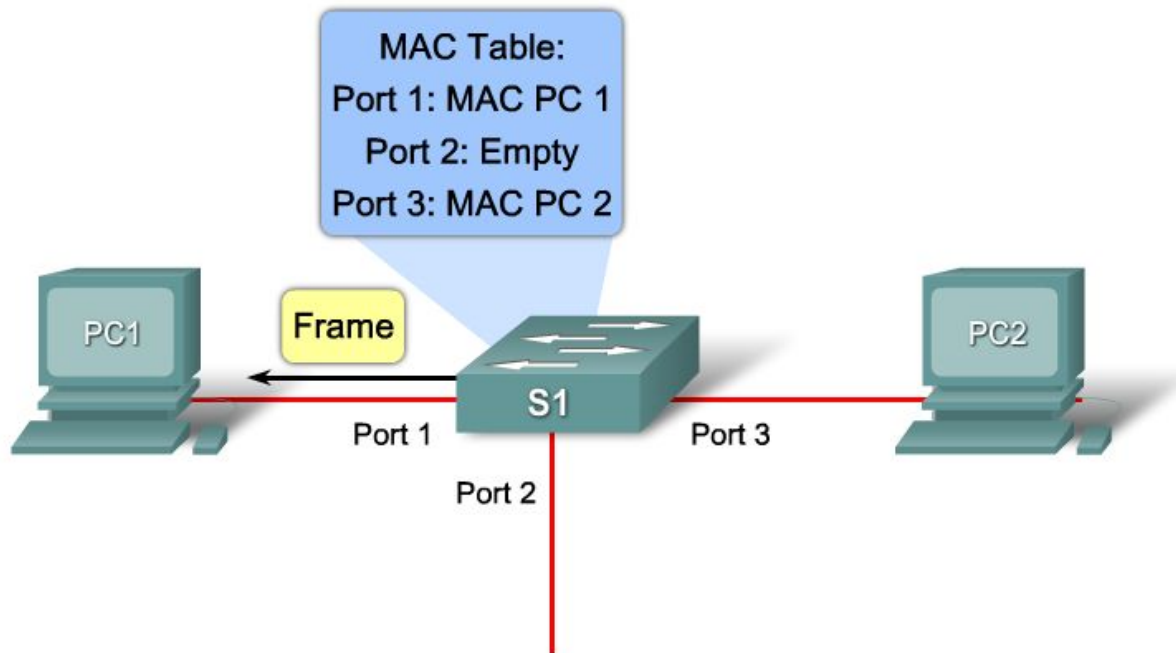 MAC Table:
Port 1: MAC PC 1
Port 2: Empty
Port 3: MAC PC 2
PC1
Frame
PC2
S1
Port 1
Port 3
Port 2